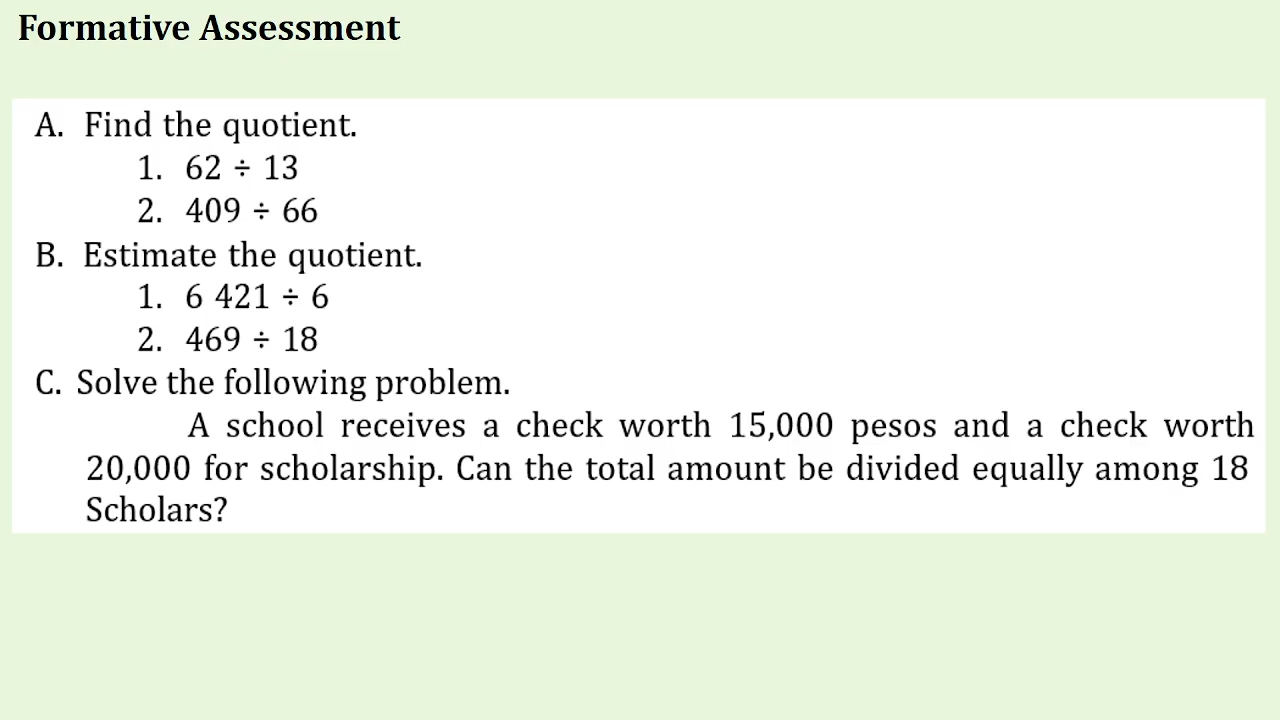 Formative Assessment
A. Find the quotient.
1. 62 ÷ 13
2. 409 ÷ 66
B. Estimate the quotient.
1. 6 421 ÷ 6
2. 469 ÷ 18
C. Solve the following problem.
A school receives a check worth 15,000 pesos and a check worth
20,000 for scholarship. Can the total amount be divided equally among 18
Scholars?